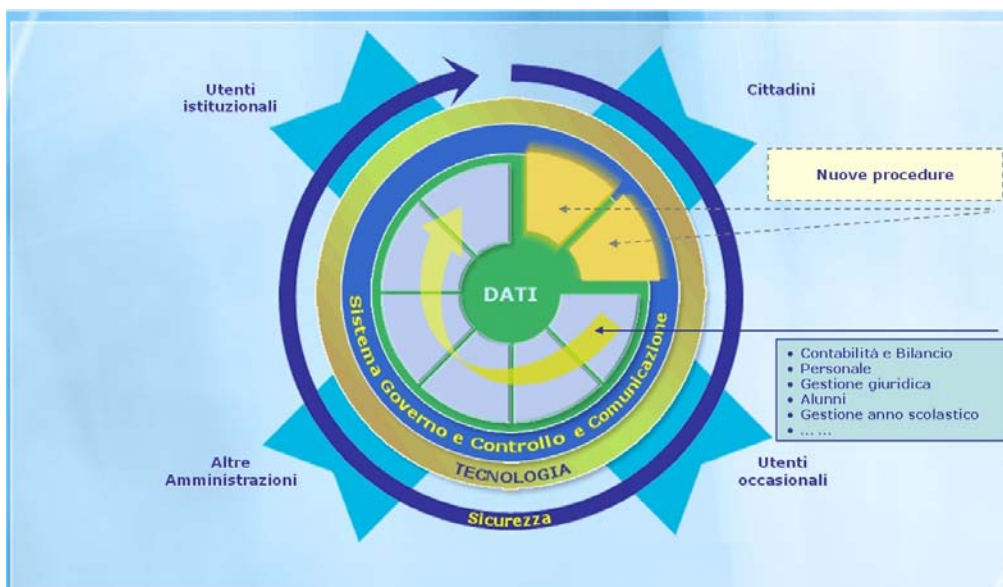 Utenti
istituzionali
Cittadini
Nuove procedure
DATI
Sistema Governo e Controllo e Comunicazione
• Contabilità e Bilancio
• Personale
• Gestione giuridica
• Alunni
• Gestione anno scolastico
• ... ...
Altre
Amministrazioni
TECNOLOGIA
Utenti
occasionali
Sicurezza